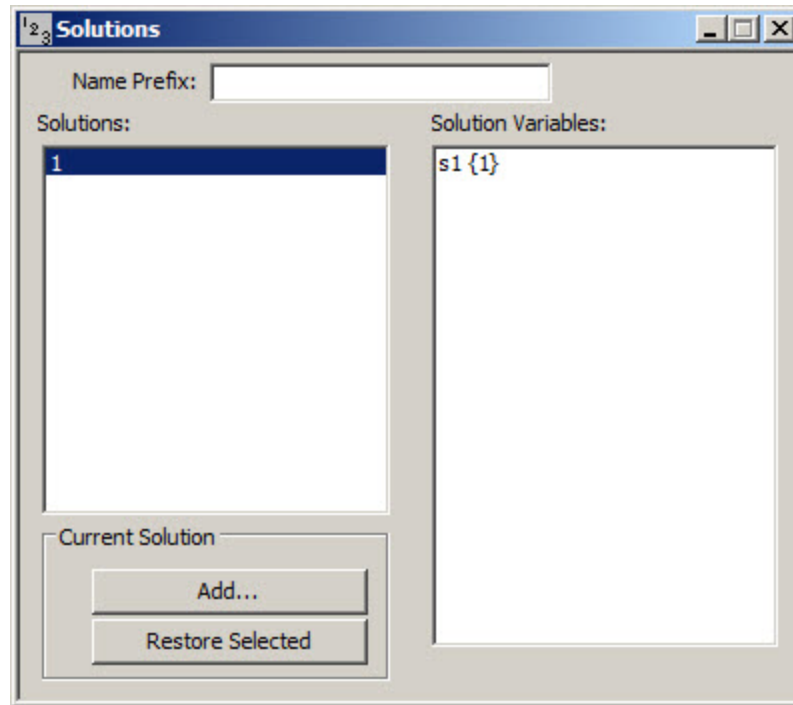 Solutions
Name Prefix:
Solutions:
Solution Variables:
1
s1 {1}
Current Solution
Add...
Restore Selected